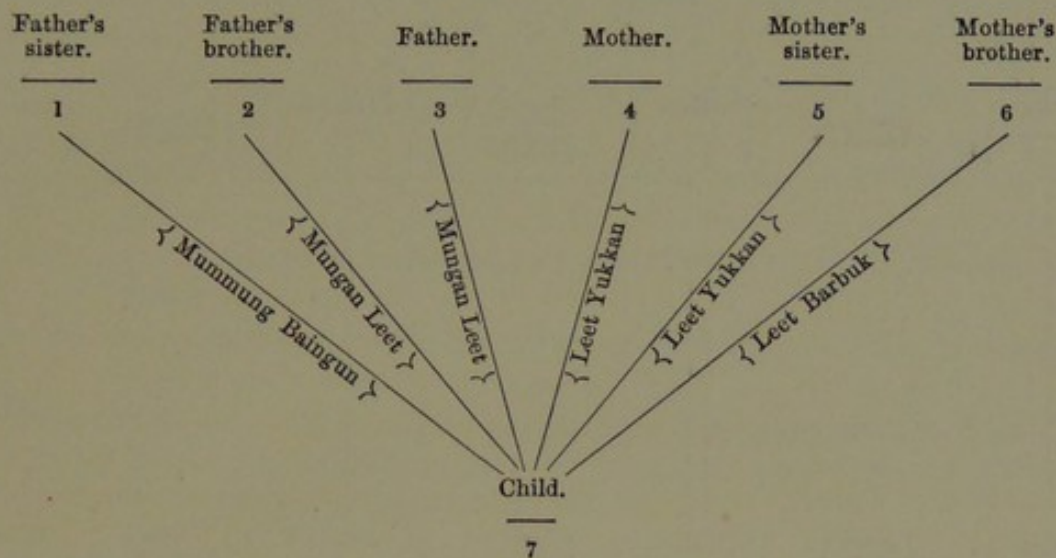 Father's sister.
Father's brother.
Father.
Mother.
Mother's sister.
Mother's brother.
1
2
3
4
5
6
{ Mummung Baingun }
{ Mungan Leet }
{ Mungan Leet }
{ Leet Yukkan }
{ Leet Yukkan }
{ Leet Barbuk }
Child.
7